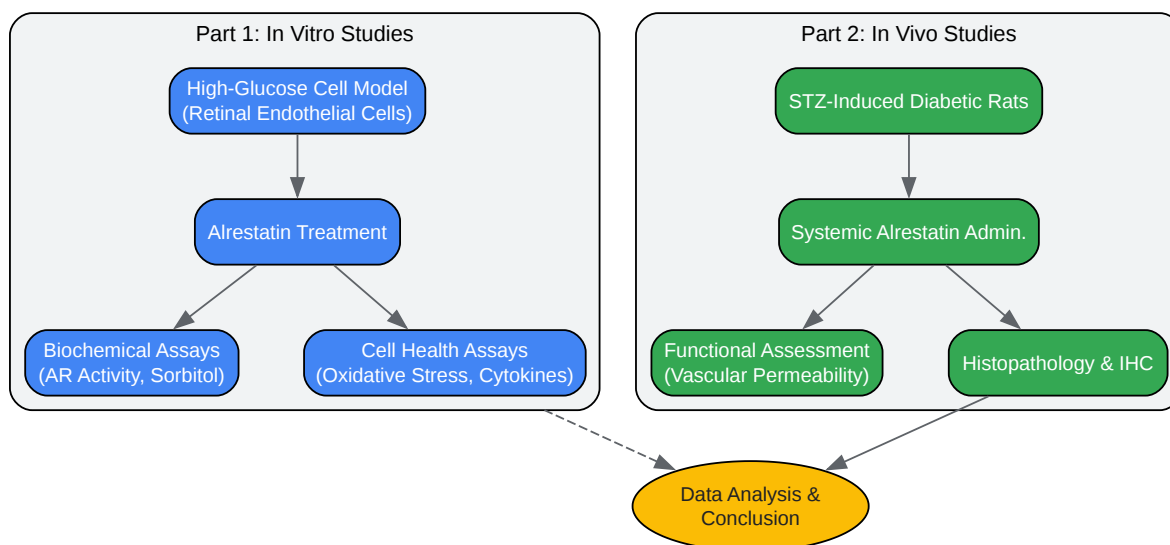 Part 1: In Vitro Studies
High-Glucose Cell Model
(Retinal Endothelial Cells)
Alrestatin Treatment
Biochemical Assays
(AR Activity, Sorbitol)
Cell Health Assays
(Oxidative Stress, Cytokines)
Part 2: In Vivo Studies
STZ-Induced Diabetic Rats
Systemic Alrestatin Admin.
Functional Assessment
(Vascular Permeability)
Histopathology & IHC
Data Analysis &
Conclusion